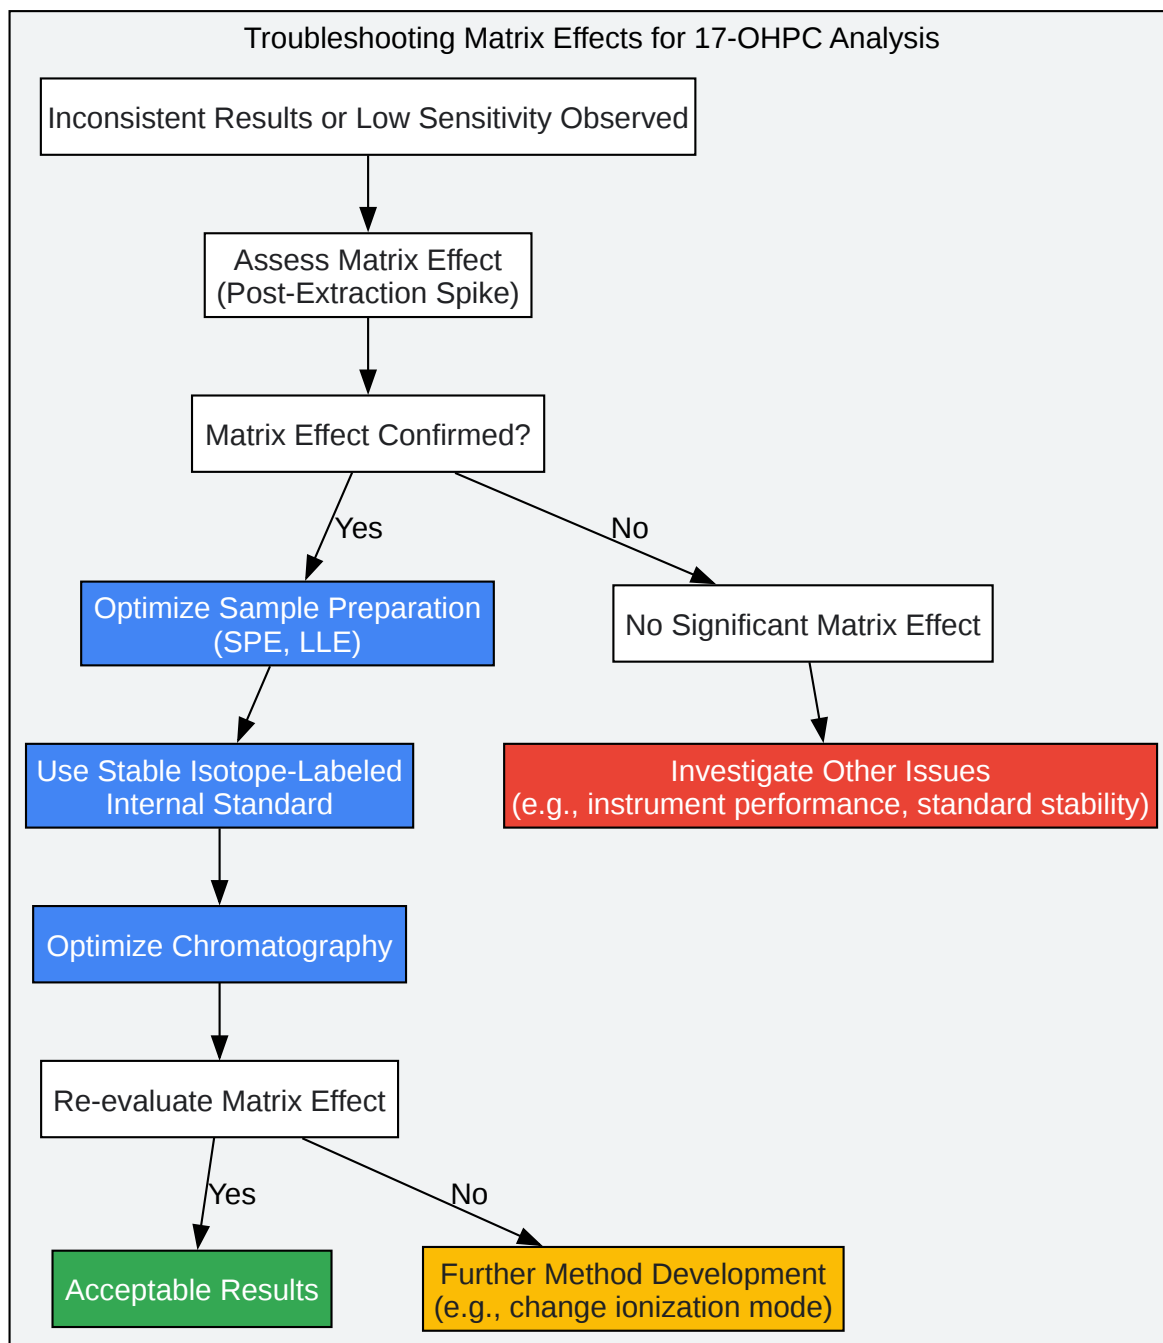 Troubleshooting Matrix Effects for 17-OHPC Analysis
Inconsistent Results or Low Sensitivity Observed
Assess Matrix Effect
(Post-Extraction Spike)
Matrix Effect Confirmed?
Yes
No
Optimize Sample Preparation
(SPE, LLE)
No Significant Matrix Effect
Use Stable Isotope-Labeled
Internal Standard
Investigate Other Issues
(e.g., instrument performance, standard stability)
Optimize Chromatography
Re-evaluate Matrix Effect
Yes
No
Acceptable Results
Further Method Development
(e.g., change ionization mode)